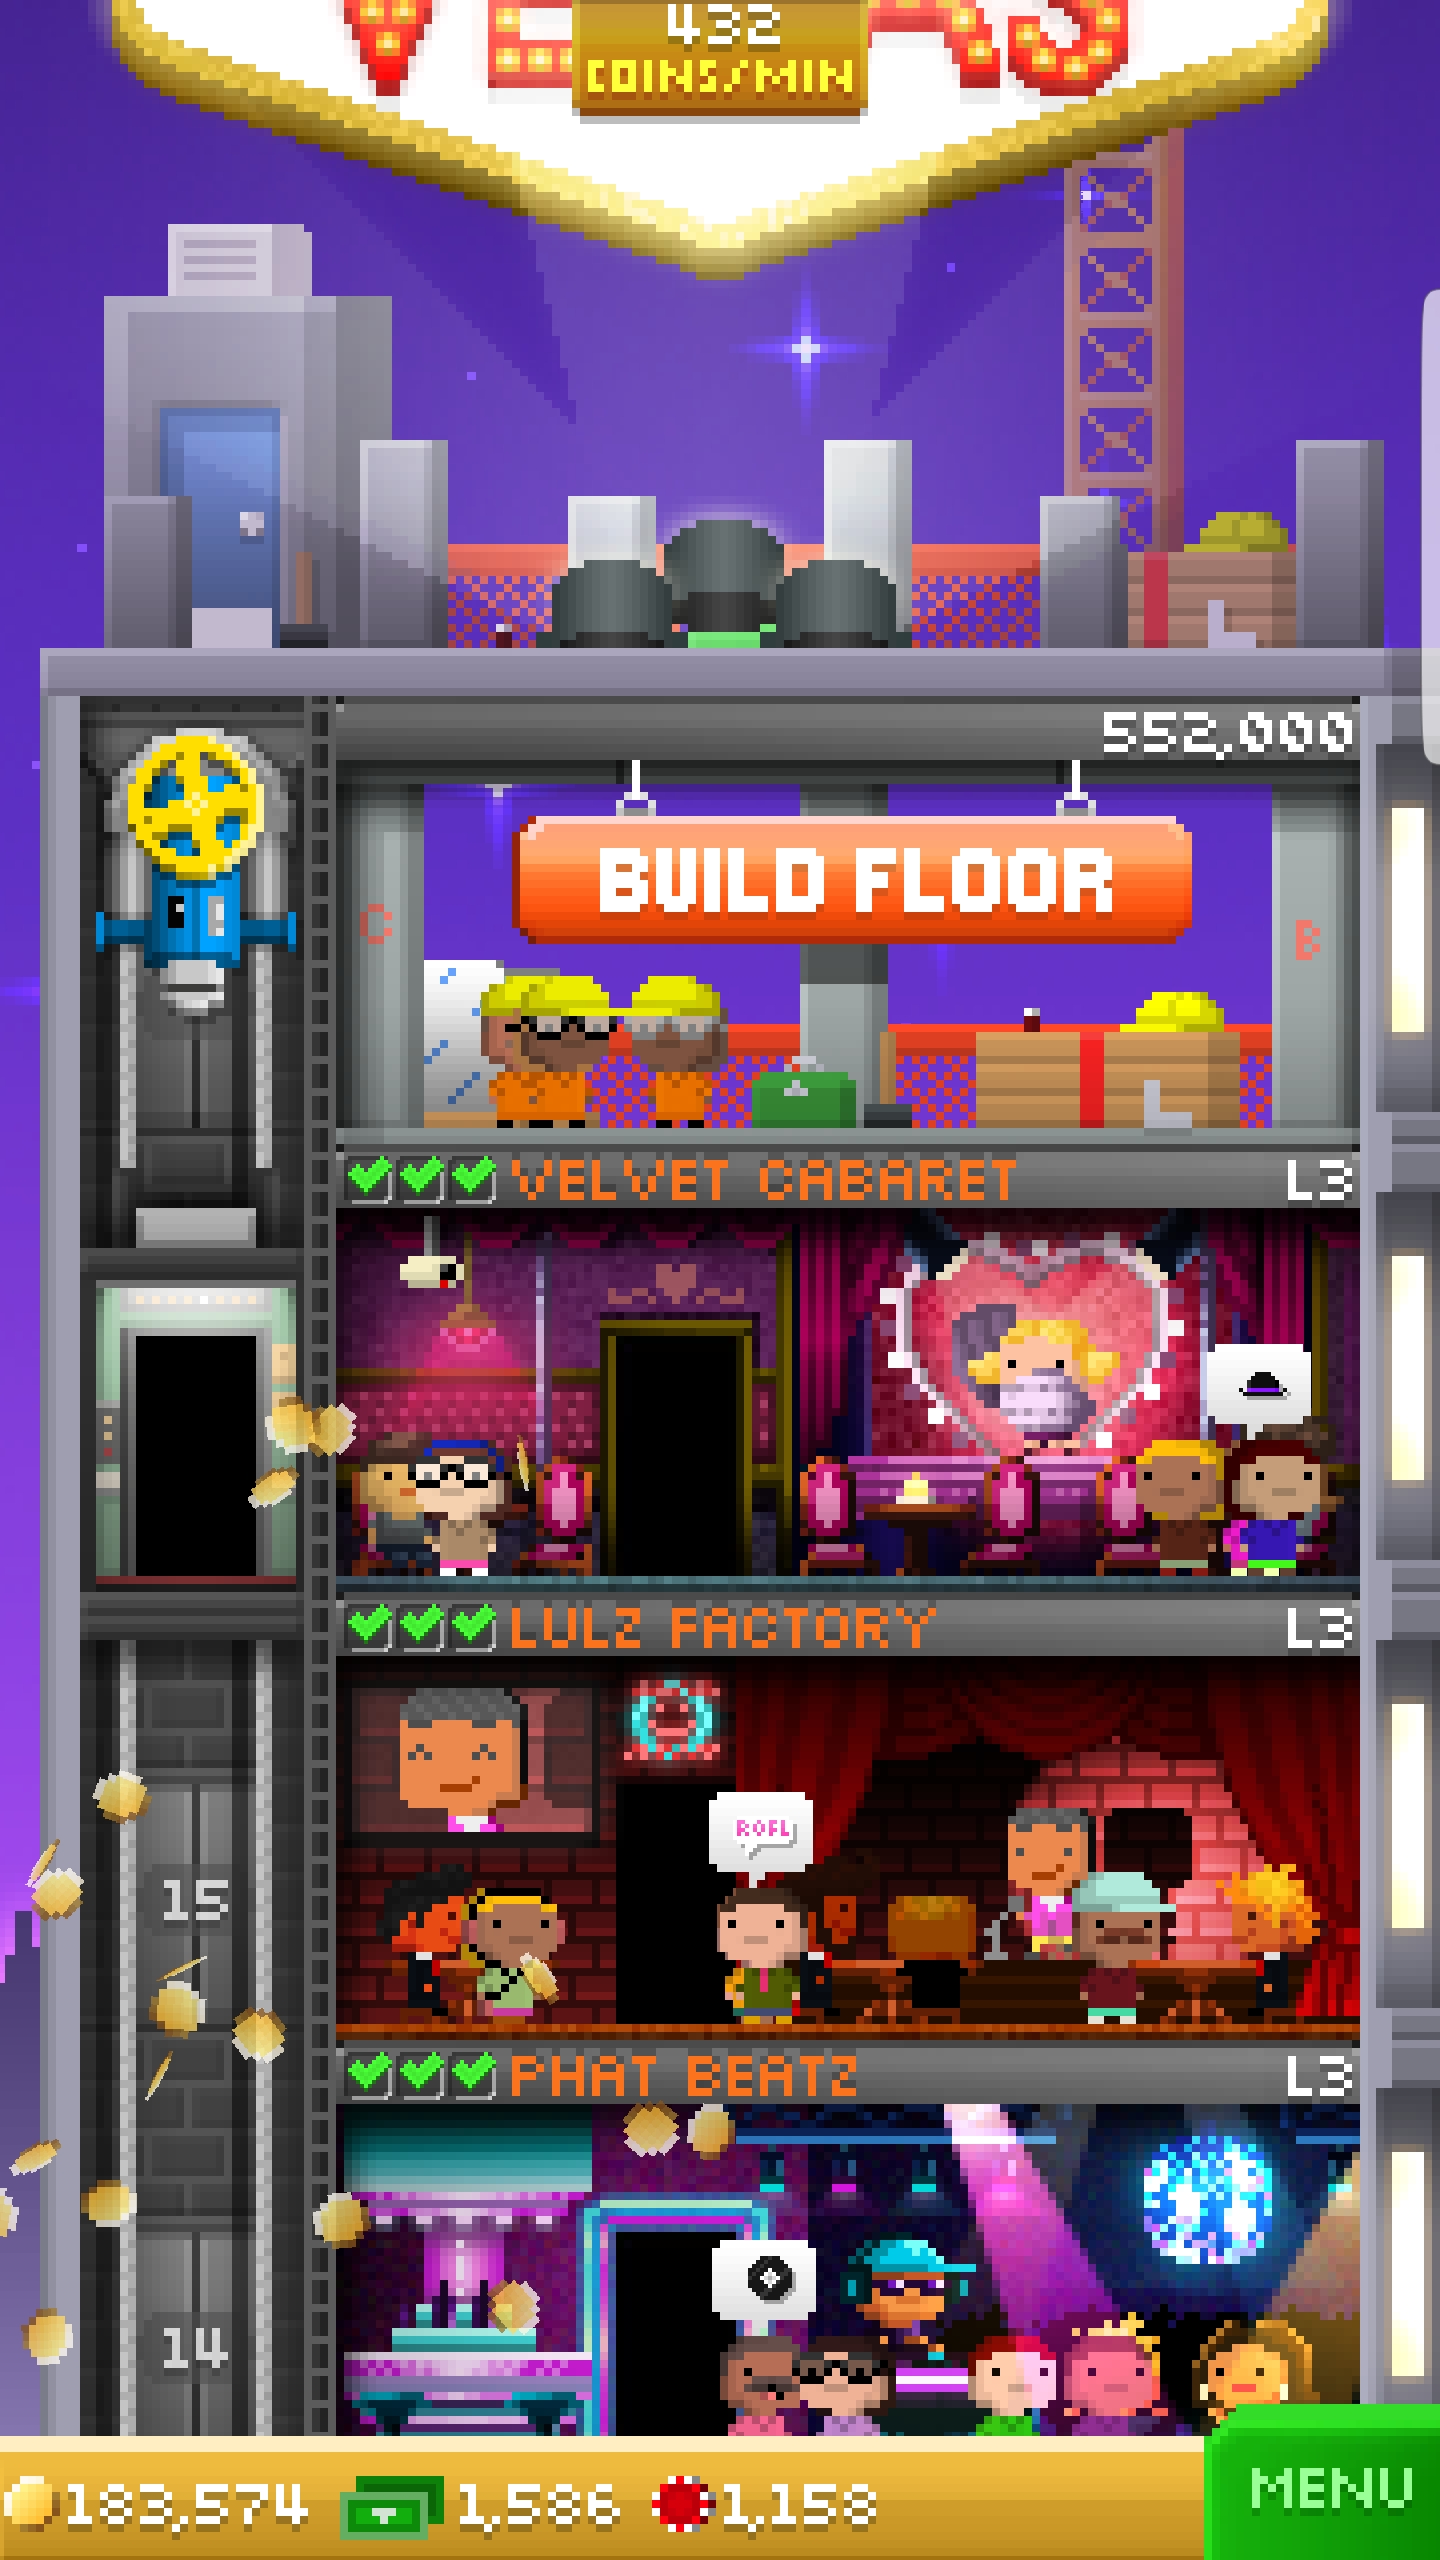 432
COINS/MIN
552,000
BUILD FLOOR
C
B
VELVET CABARET L3
LULZ FACTORY L3
ROFL
15
PHAT BEATZ L3
14
183,574 1,586 1,158 MENU